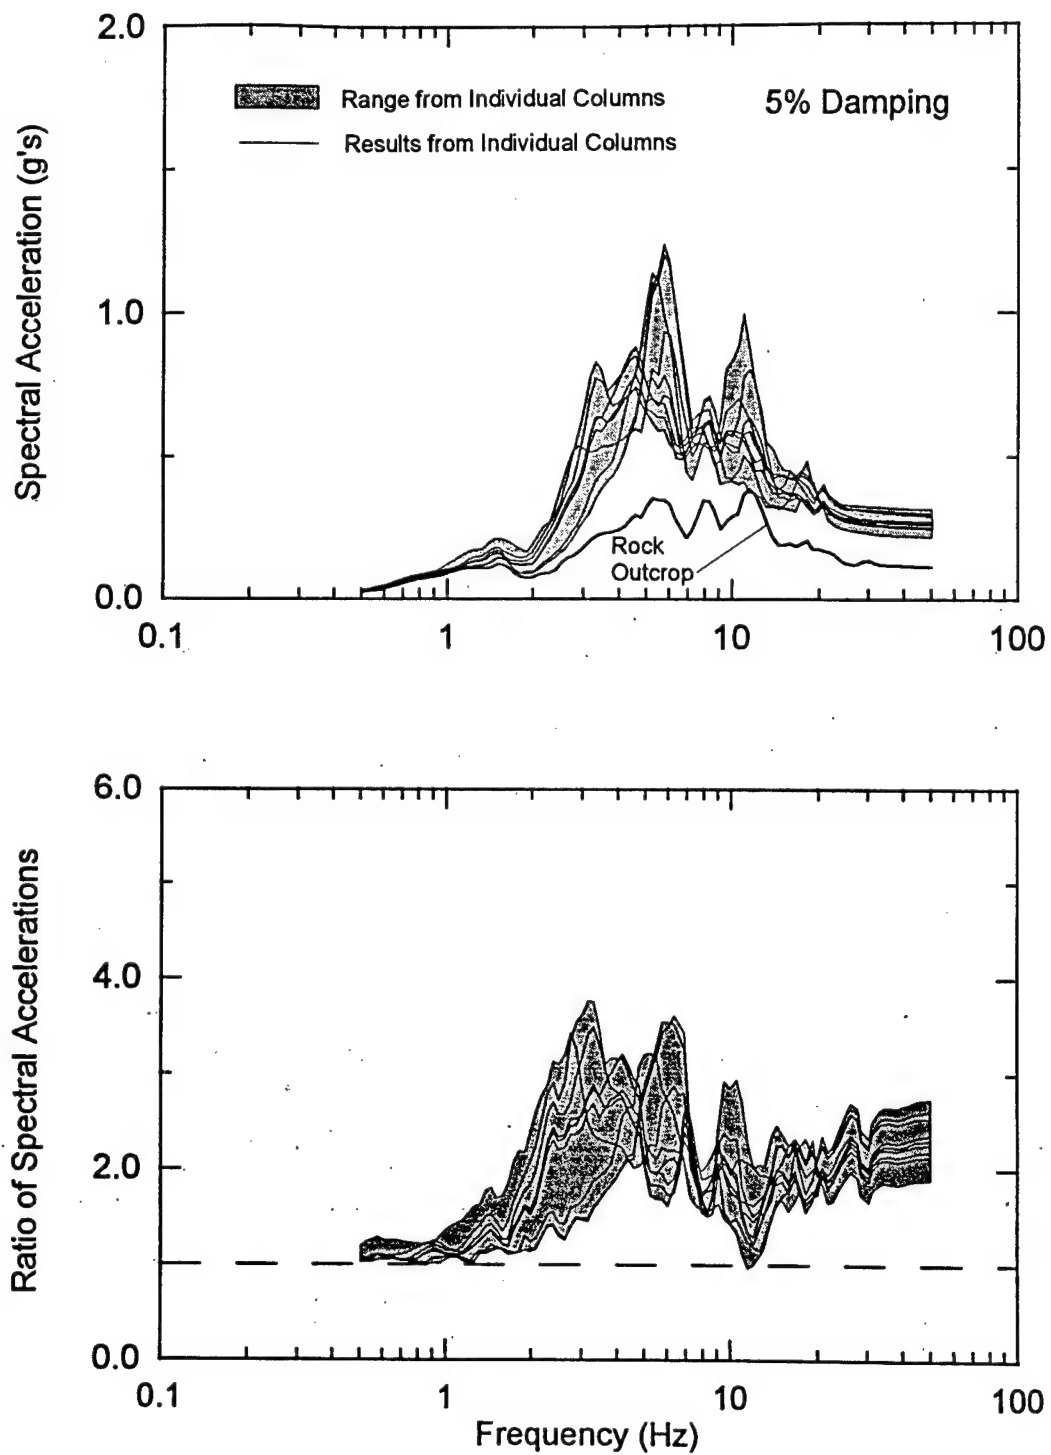 2.0
Range from Individual Columns
5% Damping
Results from Individual Columns
Spectral Acceleration (g's)
1.0
Rock
Outcrop
0.0
0.1
1
10
100
6.0
Ratio of Spectral Accelerations
4.0
2.0
0.0
0.1
1
10
100
Frequency (Hz)